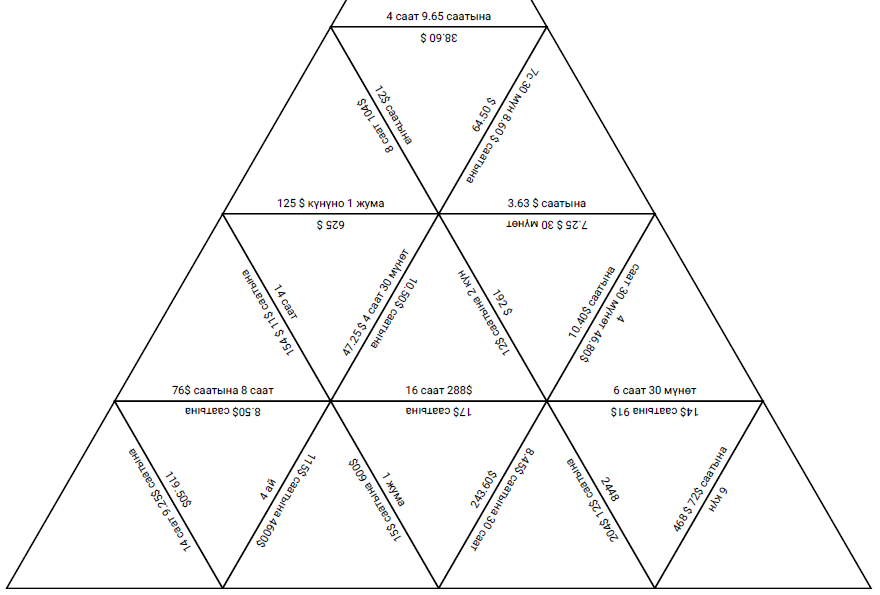 4 саат 9.65 саатына
38.60 $
12$ саатына
8 саат 104$
64.50 $
7с 30 мүн 8.60 $ саатына
125 $ күнүно 1 жума
625 $
3.63 $ саатына
7.25 $ 30 мүнөт
14 саат
154 $ 11$ саатына
47.25 $ 4 саат 30 мүнөт
10.50$ саатына
192 $
12$ саатына 2 күн
10.40$ саатына
4
саат 30 мүнөт 46.80$
76$ саатына 8 саат
8.50$ саатына
16 саат 288$
17$ саатына
6 саат 30 мүнөт
14$ саатына 91$
119.50$
14 саат 9.25$ саатына
4 ай
115$ саатына 4600$
1 жума
15$ саатына 600$
243.60$
8.45$ саатына 30 саат
2448
204$ 12$ саатына
468 $ 72$ саатына
6 күн